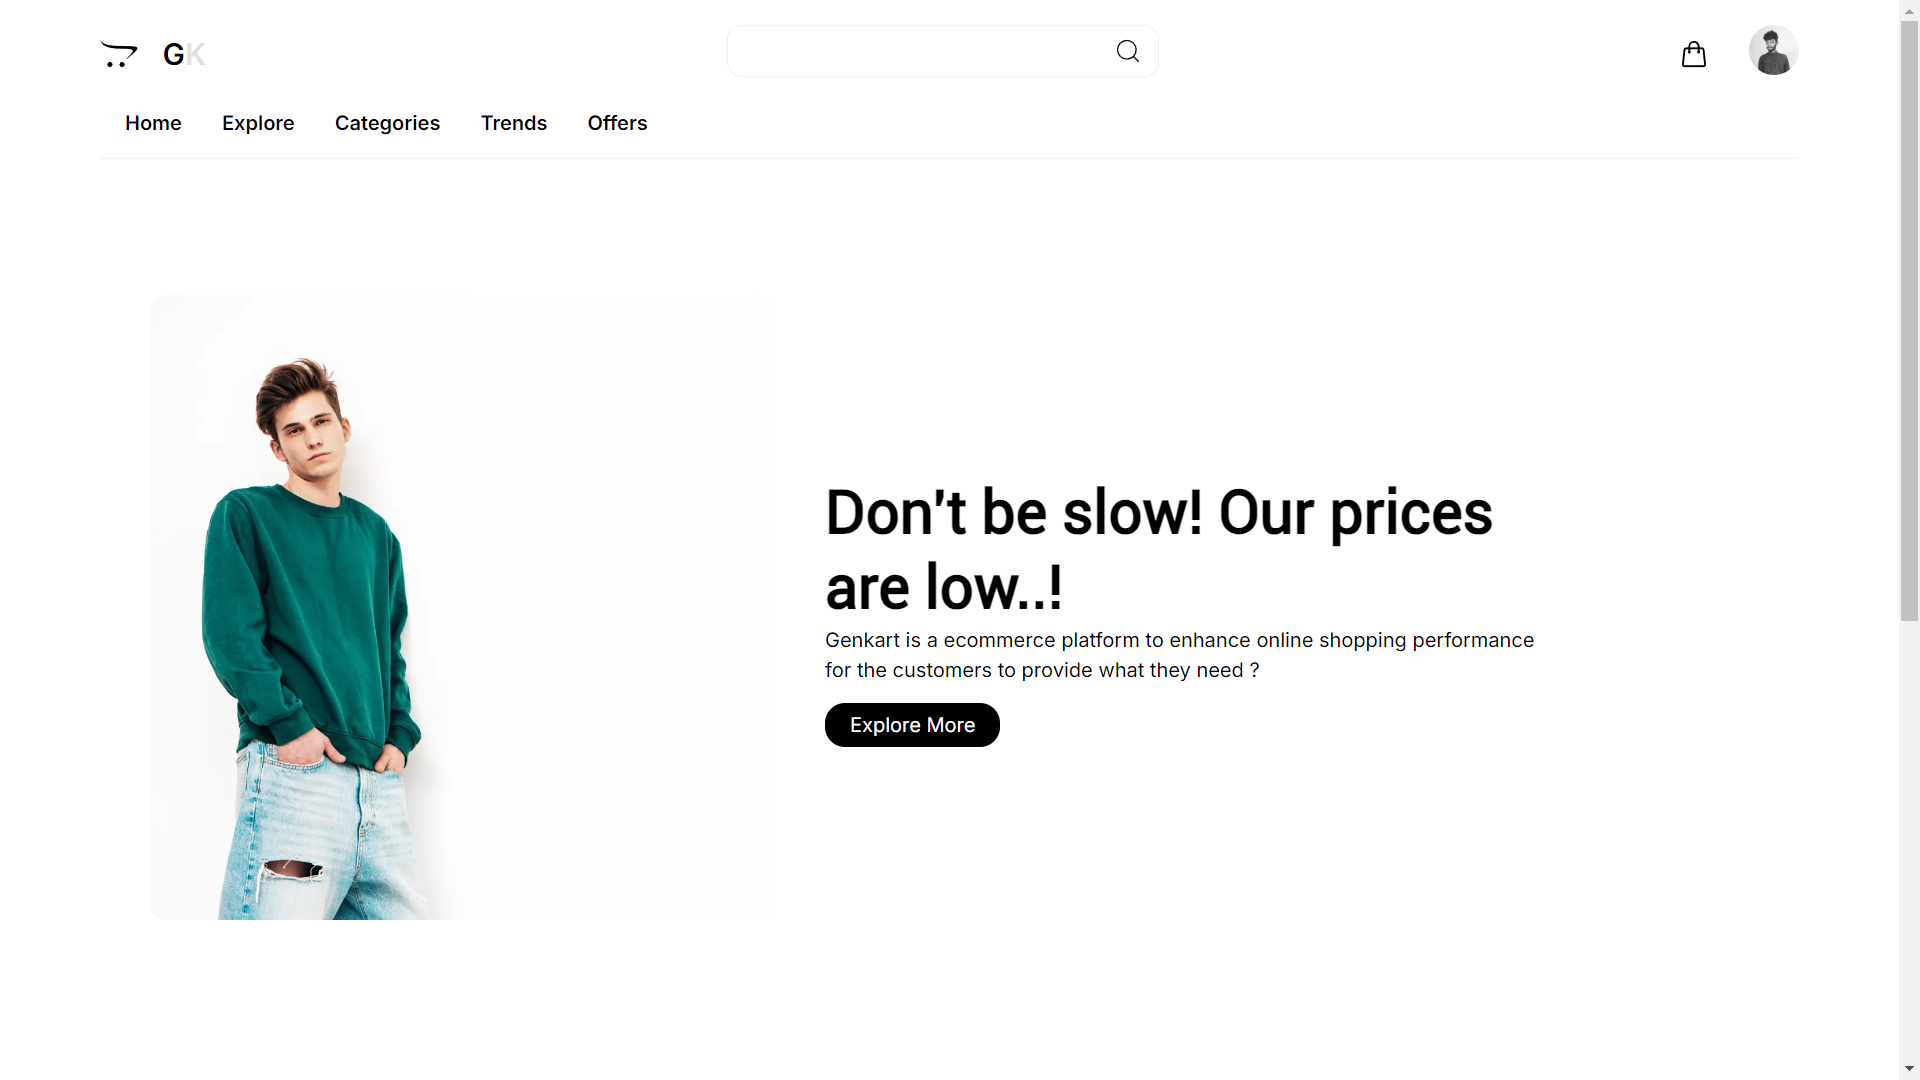 GK
Home Explore Categories Trends Offers
Don't be slow! Our prices
are low..!
Genkart is a ecommerce platform to enhance online shopping performance
for the customers to provide what they need ?
Explore More